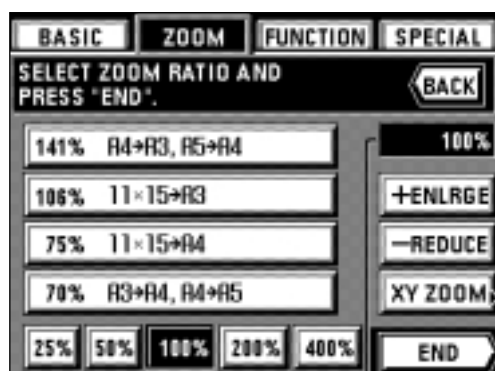 BASIC ZOOM FUNCTION SPECIAL
SELECT ZOOM RATIO AND
PRESS "END".
BACK
141% A4→A3, A5→A4
100%
106% 11×15→A3
+ENLRGE
75% 11×15→A4
−REDUCE
70% A3→A4, A4→A5
XY ZOOM
25% 50% 100% 200% 400%
END